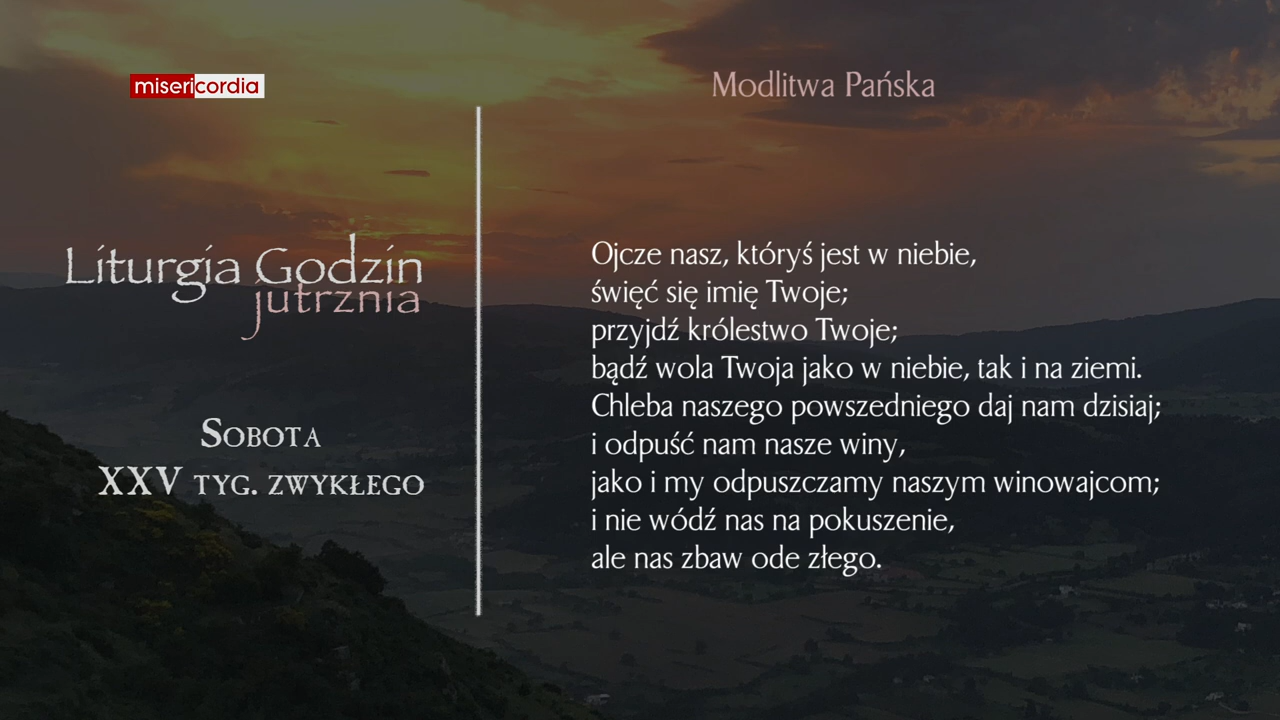 misericordia
Liturgia Godzin
jutrznia
Sobota
XXV tyg. zwykłego
Modlitwa Pańska
Ojcze nasz, któryś jest w niebie,
święć się imię Twoje;
przyjdź królestwo Twoje;
bądź wola Twoja jako w niebie, tak i na ziemi.
Chleba naszego powszedniego daj nam dzisiaj;
i odpuść nam nasze winy,
jako i my odpuszczamy naszym winowajcom;
i nie wódź nas na pokuszenie,
ale nas zbaw ode złego.